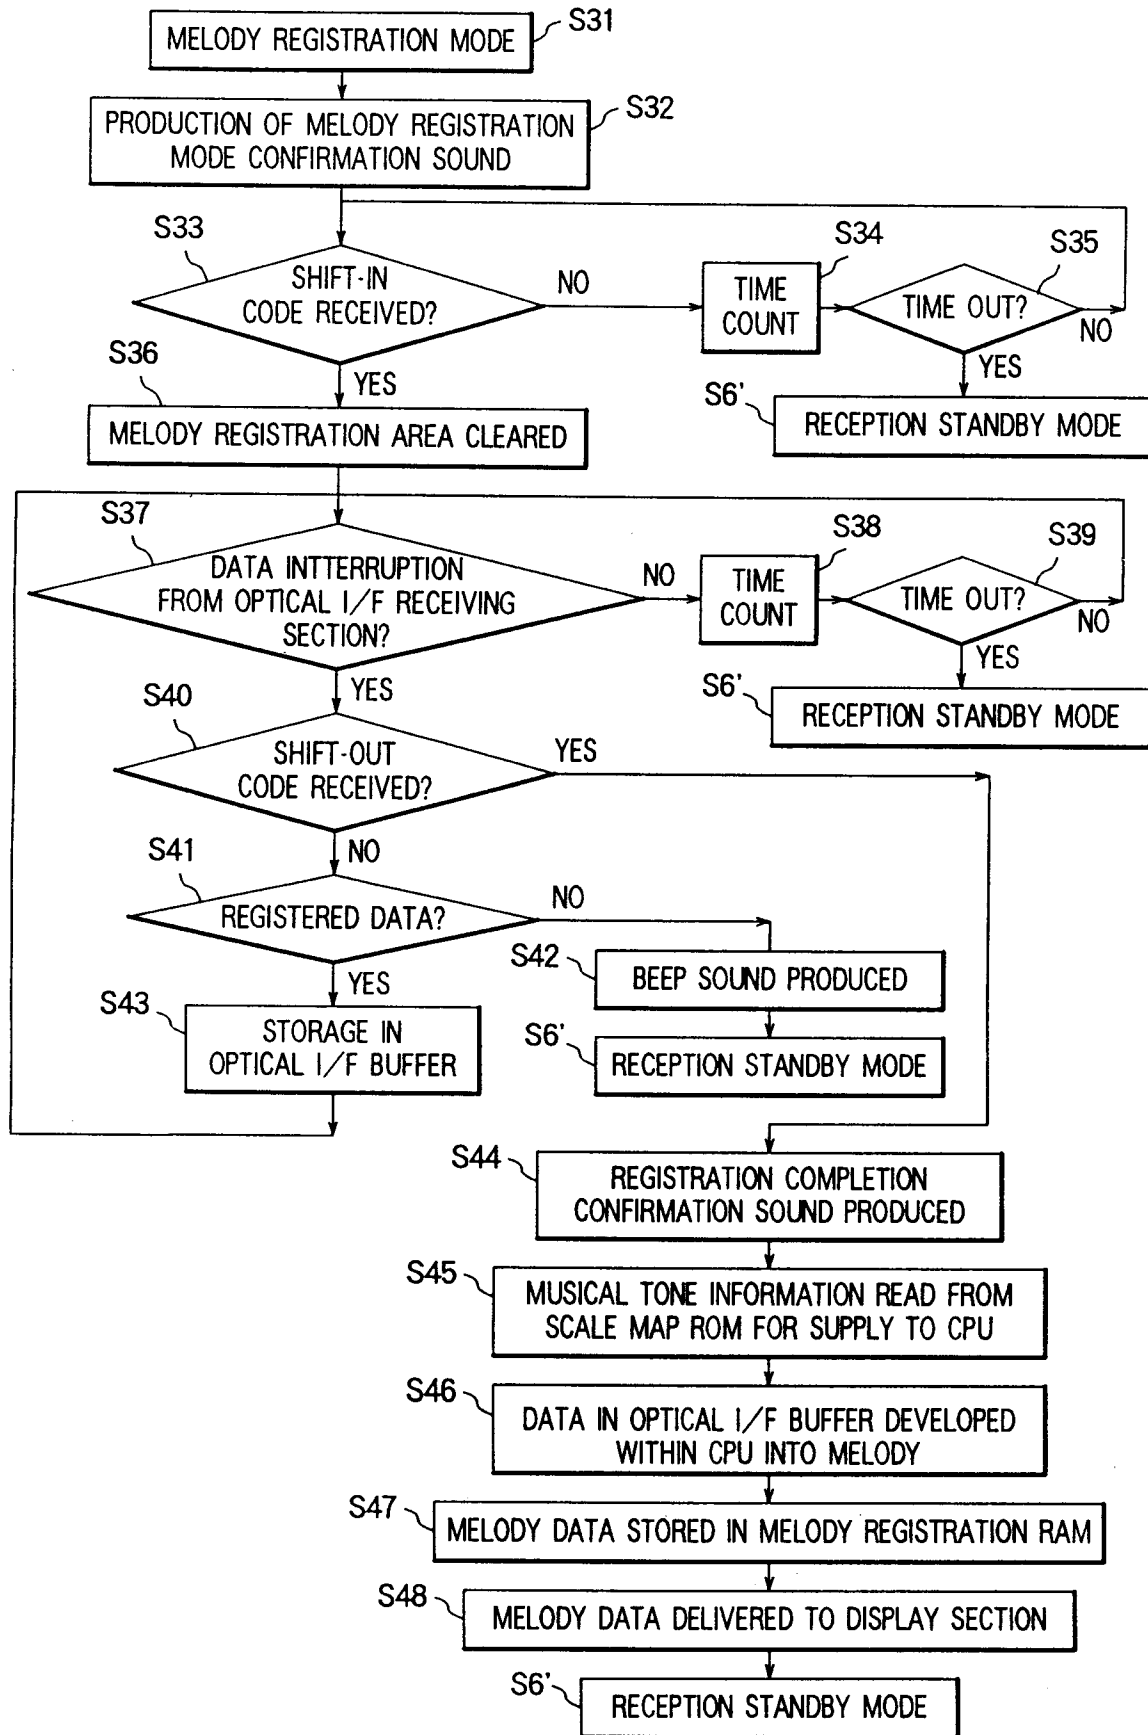 S31
MELODY REGISTRATION MODE
S32
PRODUCTION OF MELODY REGISTRATION
MODE CONFIRMATION SOUND
S33
SHIFT-IN
CODE RECEIVED?
NO
S34
TIME
COUNT
S35
TIME OUT?
NO
YES
S6'
RECEPTION STANDBY MODE
YES
S36
MELODY REGISTRATION AREA CLEARED
S37
DATA INTTERRUPTION
FROM OPTICAL I/F RECEIVING
SECTION?
NO
S38
TIME
COUNT
S39
TIME OUT?
NO
YES
S6'
RECEPTION STANDBY MODE
YES
S40
SHIFT-OUT
CODE RECEIVED?
YES
NO
S41
REGISTERED DATA?
NO
S42
BEEP SOUND PRODUCED
S6'
RECEPTION STANDBY MODE
YES
S43
STORAGE IN
OPTICAL I/F BUFFER
S44
REGISTRATION COMPLETION
CONFIRMATION SOUND PRODUCED
S45
MUSICAL TONE INFORMATION READ FROM
SCALE MAP ROM FOR SUPPLY TO CPU
S46
DATA IN OPTICAL I/F BUFFER DEVELOPED
WITHIN CPU INTO MELODY
S47
MELODY DATA STORED IN MELODY REGISTRATION RAM
S48
MELODY DATA DELIVERED TO DISPLAY SECTION
S6'
RECEPTION STANDBY MODE